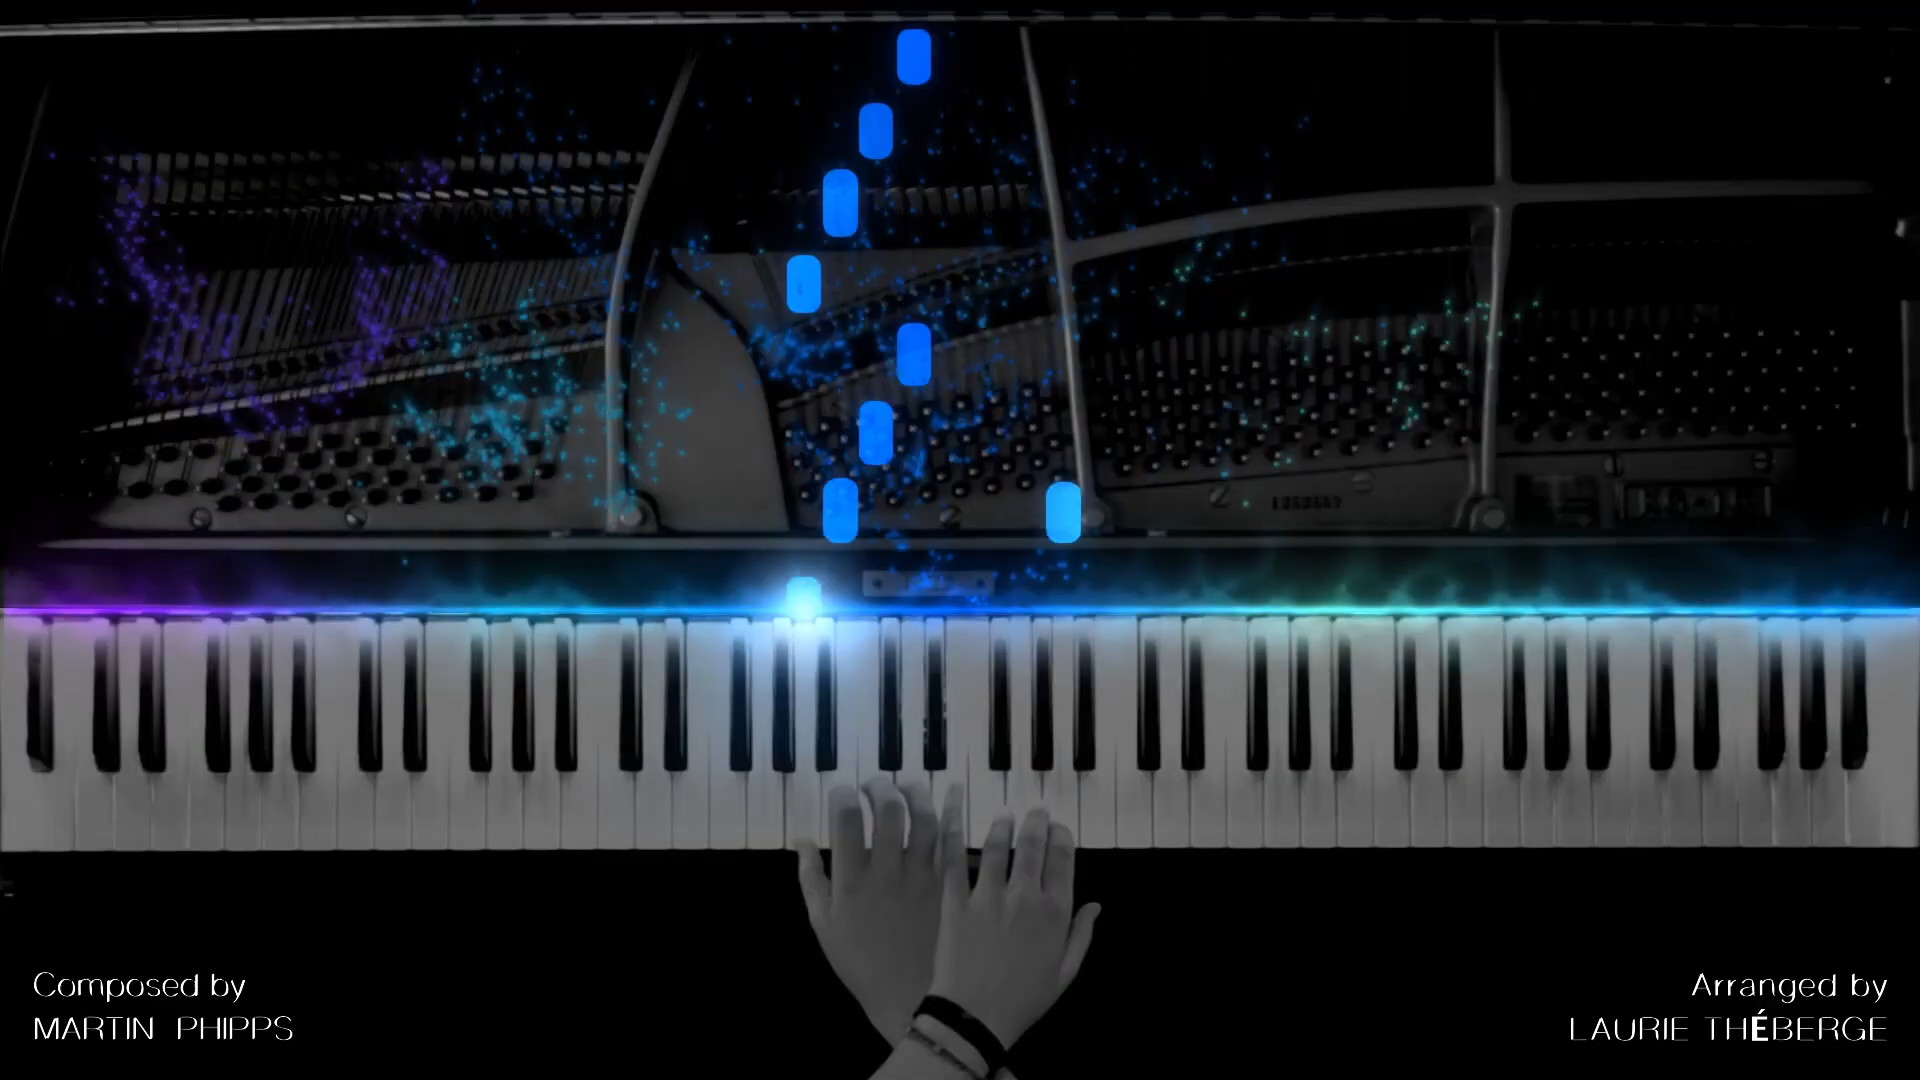 Composed by
MARTIN PHIPPS
Arranged by
LAURIE THÉBERGE